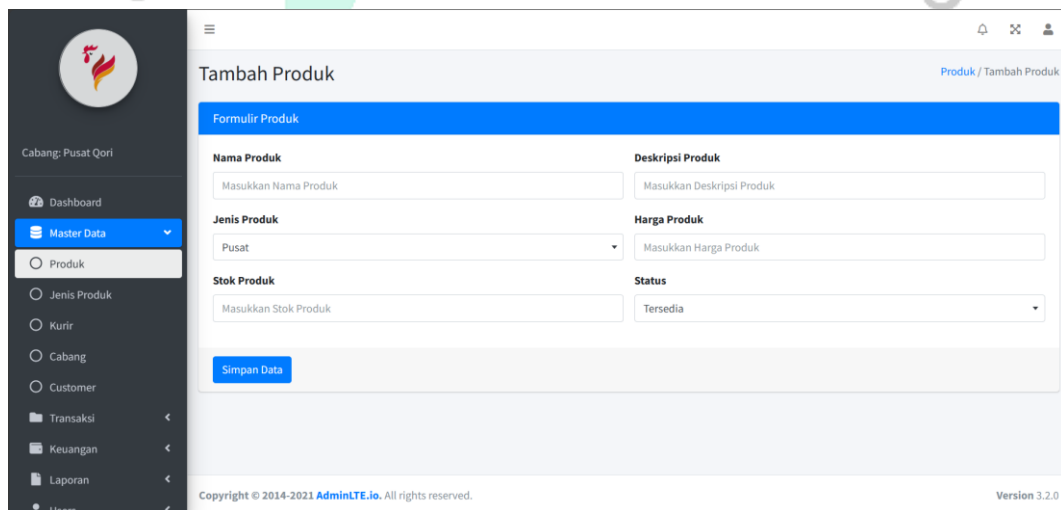 Tambah Produk
Produk / Tambah Produk
Formulir Produk
Cabang: Pusat Qori
Dashboard
Master Data
Produk
Jenis Produk
Kurir
Cabang
Customer
Transaksi
Keuangan
Laporan
Nama Produk
Masukkan Nama Produk
Deskripsi Produk
Masukkan Deskripsi Produk
Jenis Produk
Pusat
Harga Produk
Masukkan Harga Produk
Stok Produk
Masukkan Stok Produk
Status
Tersedia
Simpan Data
Copyright © 2014-2021 AdminLTE.io. All rights reserved.
Version 3.2.0